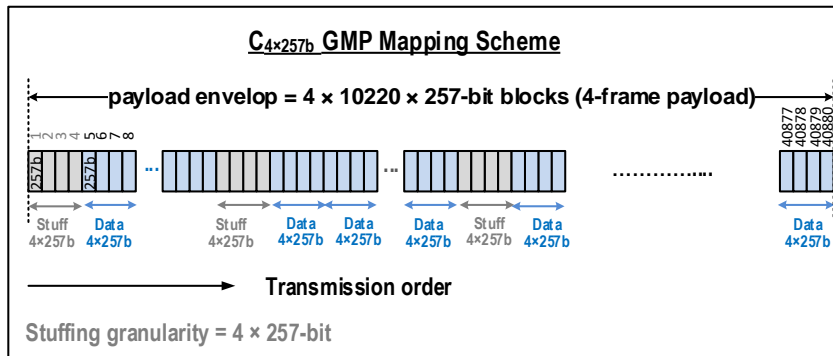 C4×257b GMP Mapping Scheme
payload envelop = 4 × 10220 × 257-bit blocks (4-frame payload)
1 2 3 4 5 6 7 8 40877 40878 40879 40880
257b 257b ... ... ..................
Stuff Data Stuff Data Data Data Stuff Data Data
4×257b 4×257b 4×257b 4×257b 4×257b 4×257b 4×257b 4×257b 4×257b
Transmission order
Stuffing granularity = 4 × 257-bit